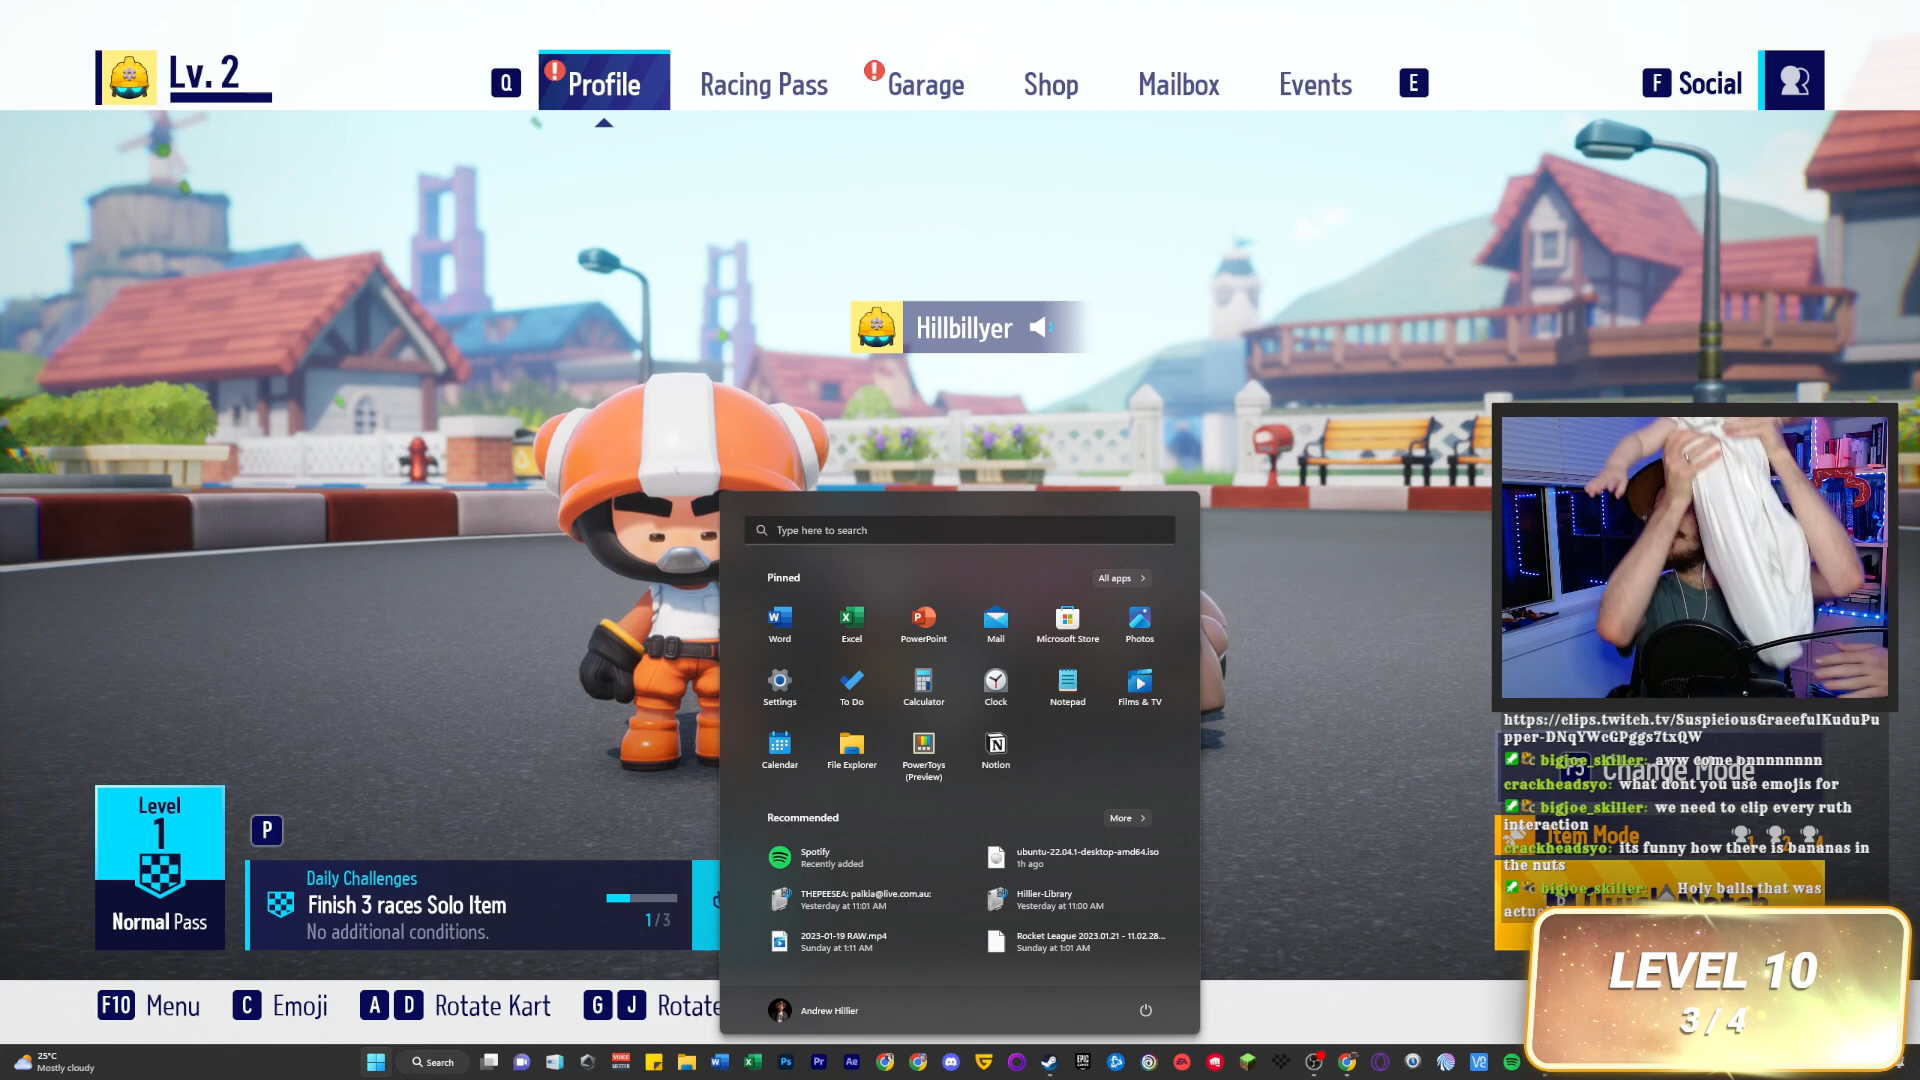 Lv. 2
Q
Profile
Racing Pass
Garage
Shop
Mailbox
Events
E
F
Social
Hillbillyer
Type here to search
Pinned
All apps
Word
Excel
PowerPoint
Mail
Microsoft Store
Photos
Settings
To Do
Calculator
Clock
Notepad
Films & TV
Calendar
File Explorer
PowerToys
(Preview)
Notion
Recommended
More
Spotify
Recently added
ubuntu-22.04.1-desktop-amd64.iso
1h ago
THEPEESEA: palkia@live.com.au:
Yesterday at 11:01 AM
Hillier-Library
Yesterday at 11:00 AM
2023-01-19 RAW.mp4
Sunday at 1:11 AM
Rocket League 2023.01.21 - 11.02.28...
Sunday at 1:01 AM
Andrew Hillier
https://clips.twitch.tv/SuspiciousGracefulKuduPu
pper-DNqYWcGPggs7txQW
bigjoe_skiller: aww come onnnnnnnn
Change Mode
crackheadsyo: what dont you use emojis for
bigjoe_skiller: we need to clip every ruth
interaction
Item Mode
crackheadsyo: its funny how there is bananas in
the nuts
bigjoe_skiller: Holy balls that was
Level
1
Normal Pass
P
Daily Challenges
Finish 3 races Solo Item
No additional conditions.
1/3
LEVEL 10
3/4
F10 Menu
C Emoji
A D Rotate Kart
G J
25°C
Mostly cloudy
Search